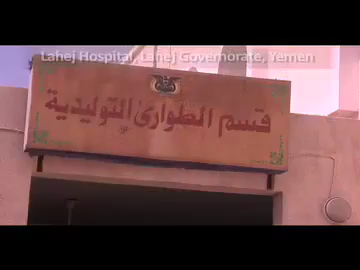 Lahej Hospital, Lahej Governorate, Yemen
قسم الطوارئ التوليدية